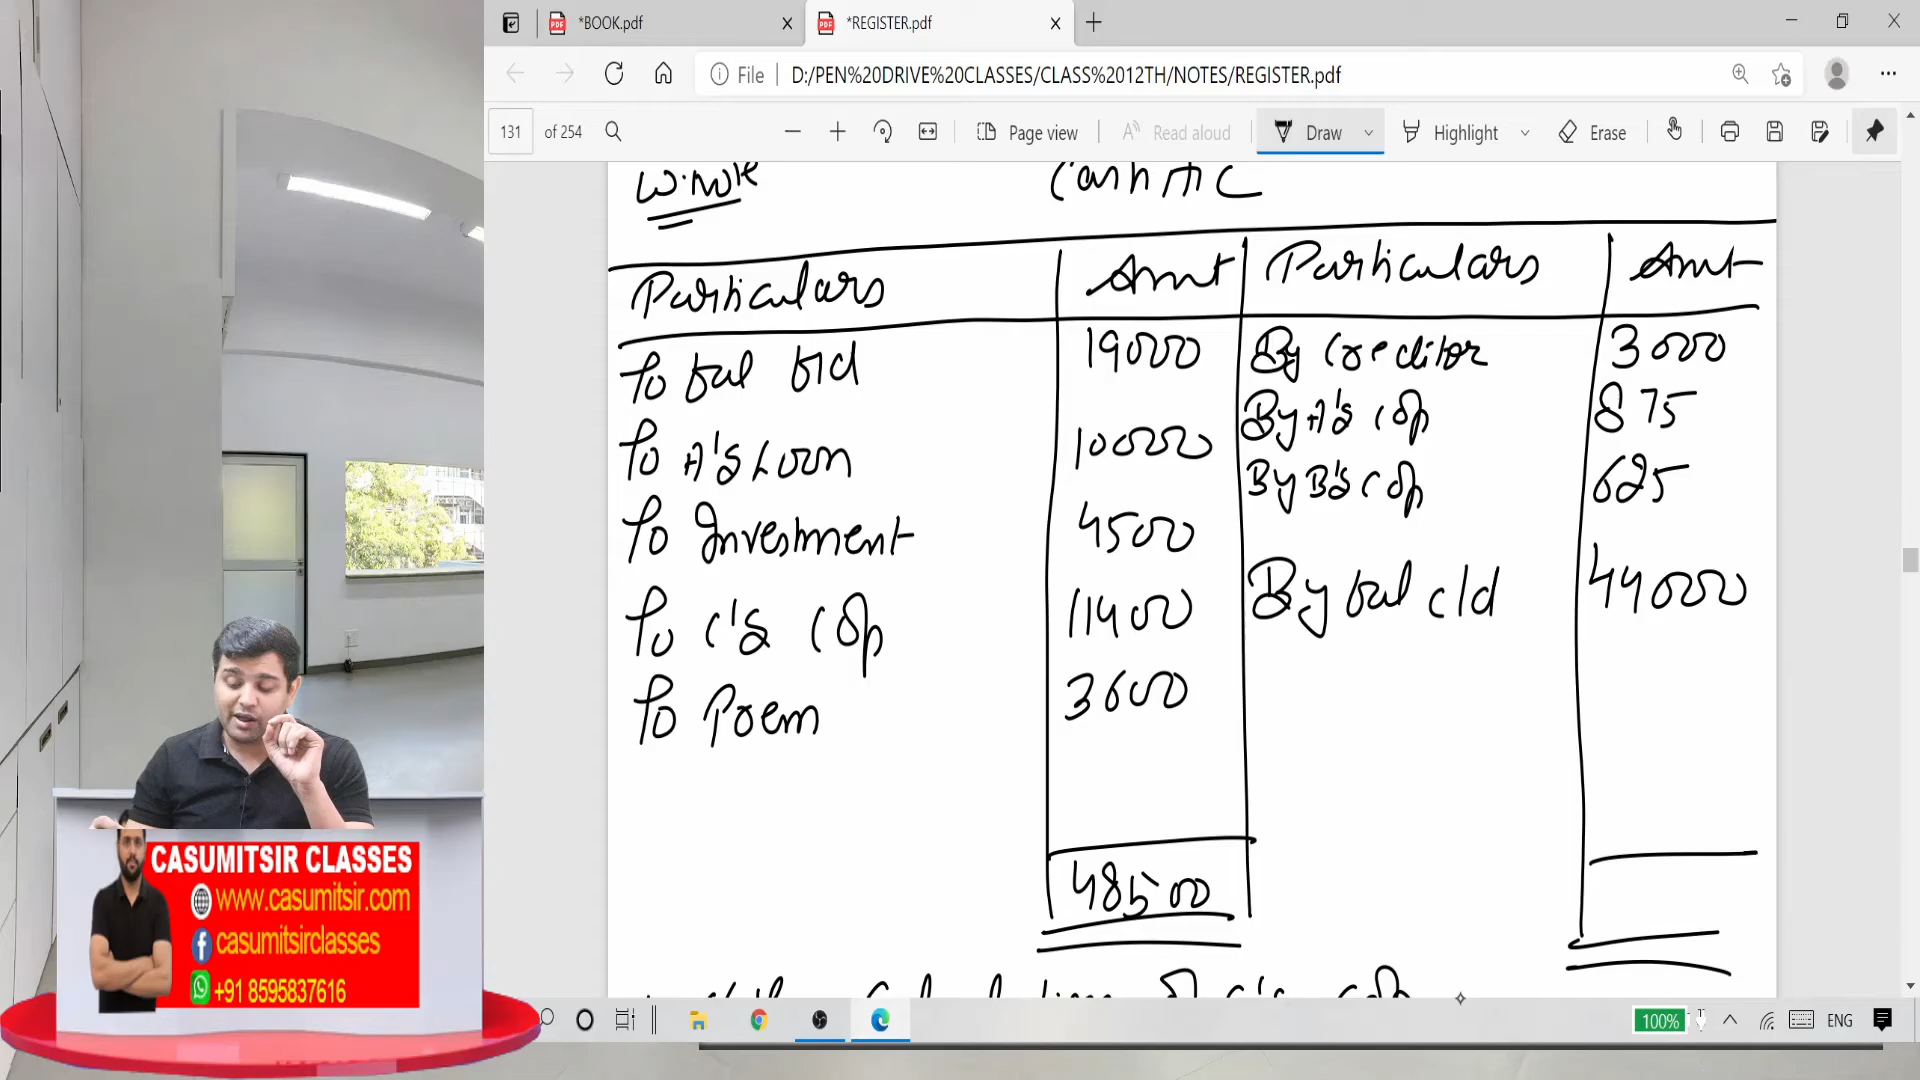 *BOOK.pdf
*REGISTER.pdf
File D:/PEN%20DRIVE%20CLASSES/CLASS%2012TH/NOTES/REGISTER.pdf
131 of 254 Page view Read aloud Draw Highlight Erase
W.Note Cash A/C
Particulars Amt Particulars Amt
To bal b/d 19000 By Creditor 3000
To A's Loan 10000 By A's Cap 875
To Investment 4500 By B's Cap 625
To C's Cap 11400 By bal c/d 44000
To Prem 3600
48500
CASUMITSIR CLASSES
www.casumitsir.com
casumitsirclasses
+91 8595837616
100% ENG